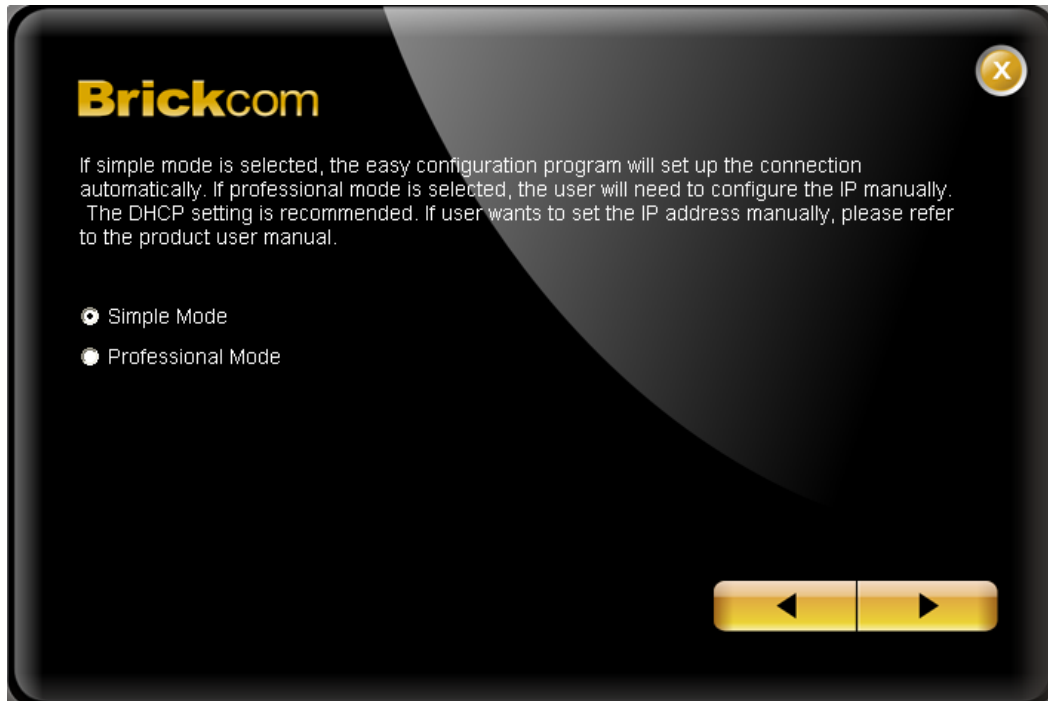 X
Brickcom
If simple mode is selected, the easy configuration program will set up the connection
automatically. If professional mode is selected, the user will need to configure the IP manually.
The DHCP setting is recommended. If user wants to set the IP address manually, please refer
to the product user manual.
Simple Mode
Professional Mode